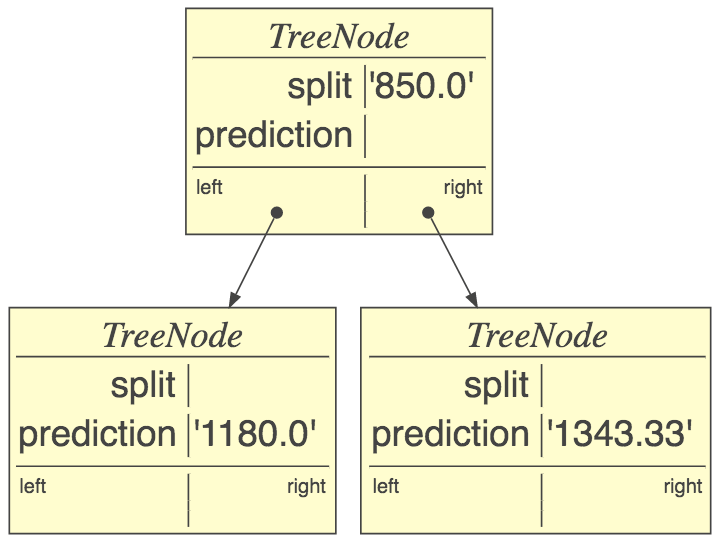 TreeNode
split '850.0'
prediction
left right
TreeNode
split
prediction '1180.0'
left right
TreeNode
split
prediction '1343.33'
left right